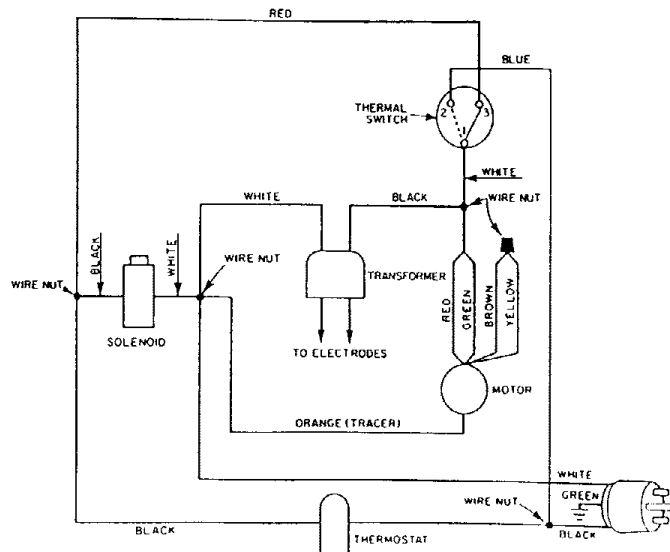 RED
BLUE
THERMAL
SWITCH
2
3
1
WHITE
WHITE
BLACK
WIRE NUT
BLACK
WHITE
WIRE NUT
WIRE NUT
TRANSFORMER
RED
GREEN
BROWN
YELLOW
SOLENOID
TO ELECTRODES
MOTOR
ORANGE (TRACER)
WHITE
GREEN
WIRE NUT
BLACK
BLACK
THERMOSTAT